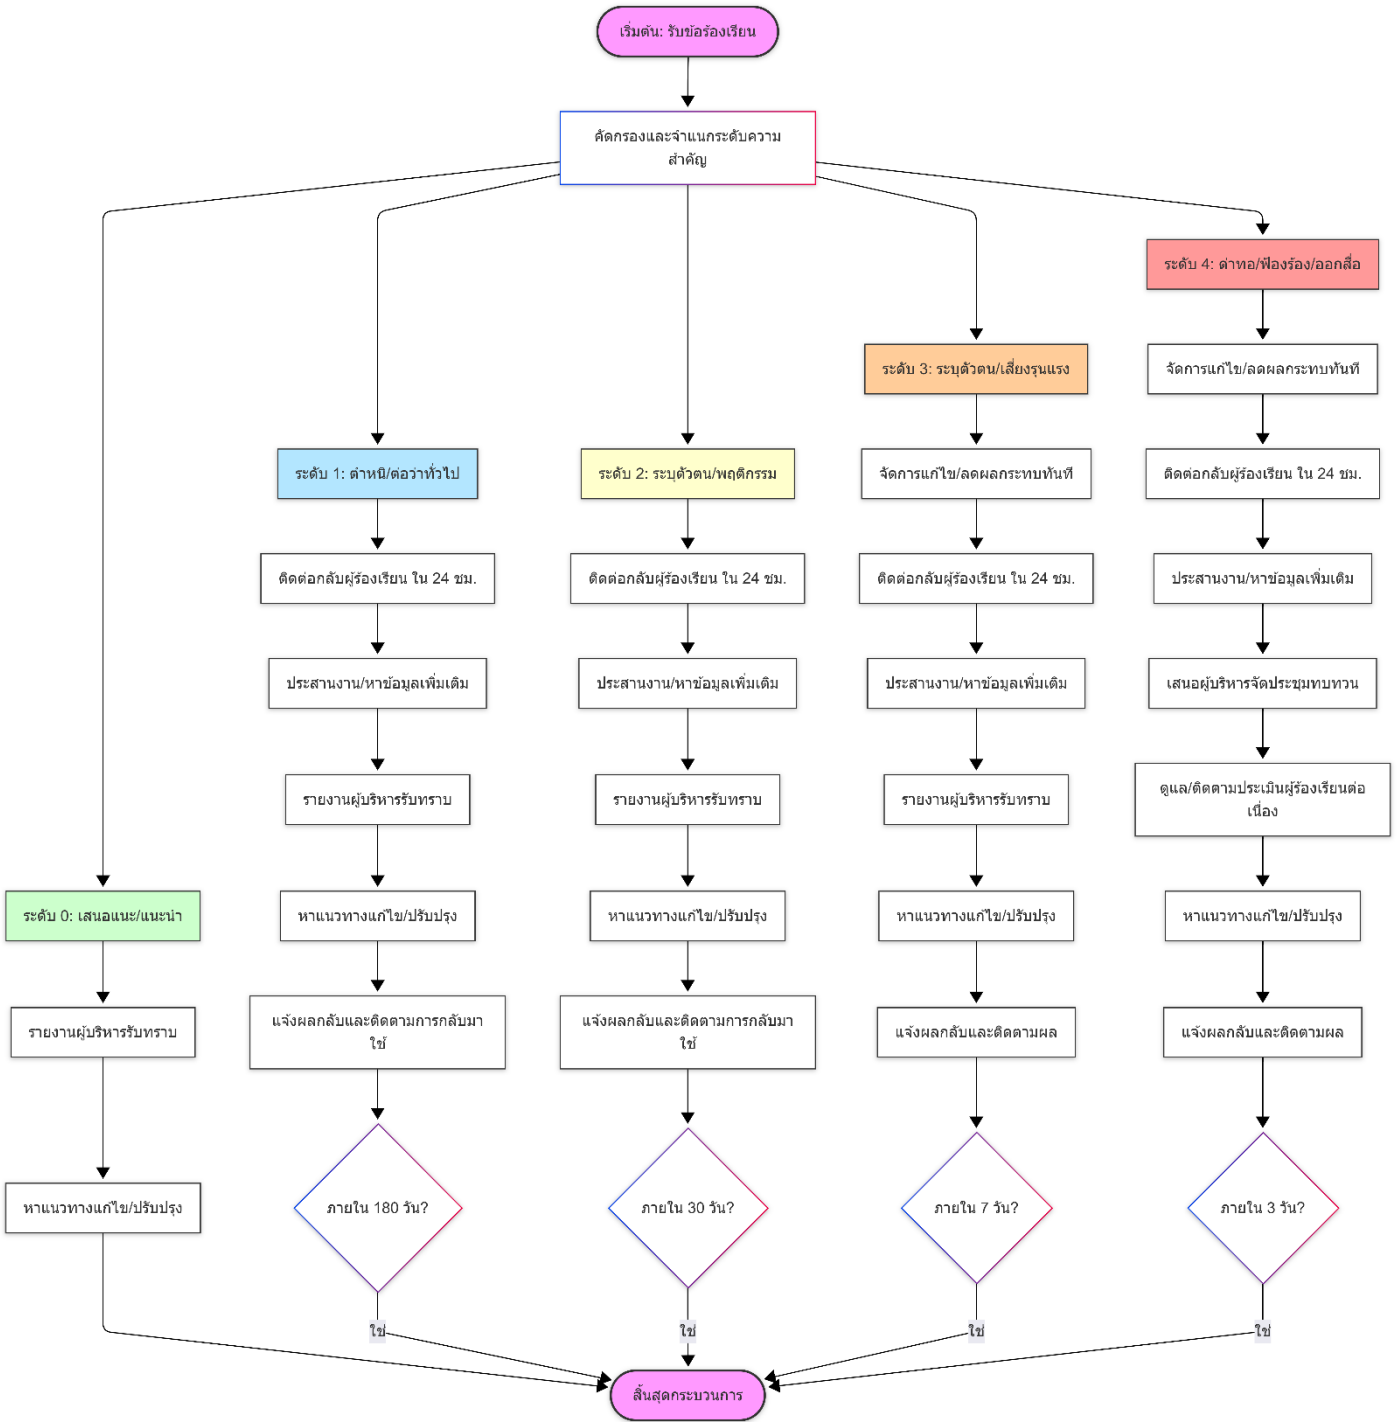 เริ่มต้น: รับข้อร้องเรียน
คัดกรองและจำแนกระดับความ
สำคัญ
ระดับ 4: ด่าทอ/ฟ้องร้อง/ออกสื่อ
ระดับ 3: ระบุตัวตน/เสี่ยงรุนแรง
จัดการแก้ไข/ลดผลกระทบทันที
ระดับ 1: ตำหนิ/ต่อว่าทั่วไป
ระดับ 2: ระบุตัวตน/พฤติกรรม
จัดการแก้ไข/ลดผลกระทบทันที
ติดต่อกลับผู้ร้องเรียน ใน 24 ชม.
ติดต่อกลับผู้ร้องเรียน ใน 24 ชม.
ติดต่อกลับผู้ร้องเรียน ใน 24 ชม.
ติดต่อกลับผู้ร้องเรียน ใน 24 ชม.
ประสานงาน/หาข้อมูลเพิ่มเติม
ประสานงาน/หาข้อมูลเพิ่มเติม
ประสานงาน/หาข้อมูลเพิ่มเติม
ประสานงาน/หาข้อมูลเพิ่มเติม
เสนอผู้บริหารจัดประชุมทบทวน
รายงานผู้บริหารรับทราบ
รายงานผู้บริหารรับทราบ
รายงานผู้บริหารรับทราบ
ดูแล/ติดตามประเมินผู้ร้องเรียนต่อ
เนื่อง
ระดับ 0: เสนอแนะ/แนะนำ
หาแนวทางแก้ไข/ปรับปรุง
หาแนวทางแก้ไข/ปรับปรุง
หาแนวทางแก้ไข/ปรับปรุง
หาแนวทางแก้ไข/ปรับปรุง
รายงานผู้บริหารรับทราบ
แจ้งผลกลับและติดตามการกลับมา
ใช้
แจ้งผลกลับและติดตามการกลับมา
ใช้
แจ้งผลกลับและติดตามผล
แจ้งผลกลับและติดตามผล
หาแนวทางแก้ไข/ปรับปรุง
ภายใน 180 วัน?
ภายใน 30 วัน?
ภายใน 7 วัน?
ภายใน 3 วัน?
ใช่
ใช่
ใช่
ใช่
สิ้นสุดกระบวนการ